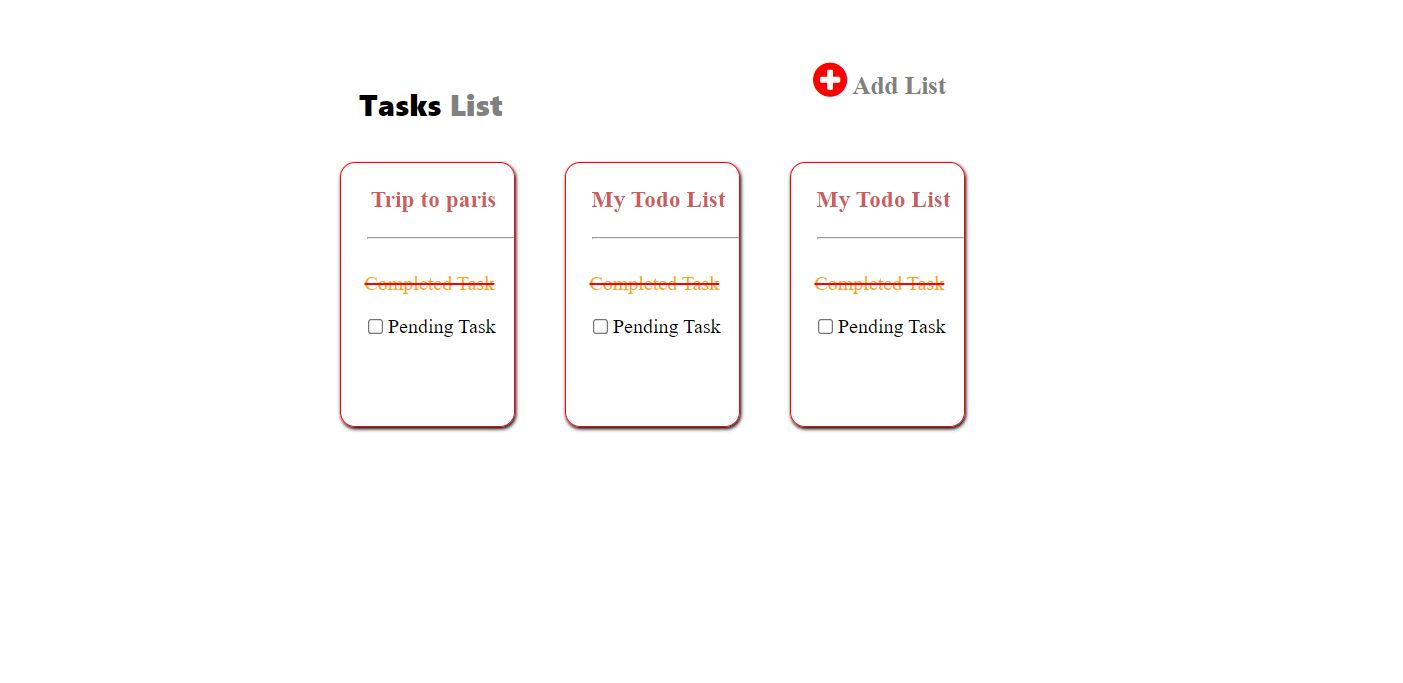 Add List
Tasks List
Trip to paris
Completed Task
Pending Task
My Todo List
Completed Task
Pending Task
My Todo List
Completed Task
Pending Task